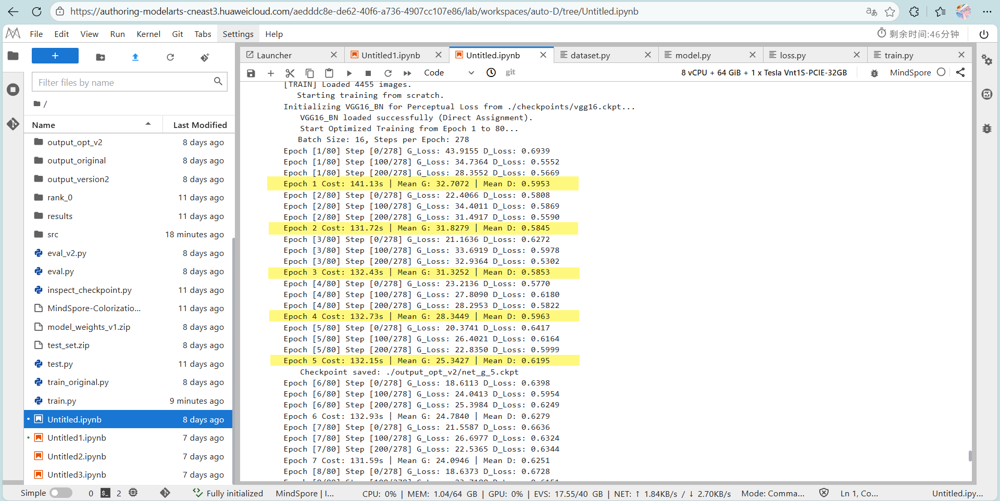 https://authoring-modelarts-cneast3.huaweicloud.com/aedddc8e-de62-40f6-a736-4907cc107e86/lab/workspaces/auto-D/tree/Untitled.ipynb
File Edit View Run Kernel Git Tabs Settings Help
剩余时间:46分钟
Launcher
Untitled1.ipynb
Untitled.ipynb
dataset.py
model.py
loss.py
train.py
Code
git
8 vCPU + 64 GiB + 1 x Tesla Vnt1S-PCIE-32GB
MindSpore
Filter files by name
/
Name Last Modified
output_opt_v2 8 days ago
output_original 8 days ago
output_version2 8 days ago
rank_0 11 days ago
results 11 days ago
src 18 minutes ago
eval_v2.py 8 days ago
eval.py 8 days ago
inspect_checkpoint.py 11 days ago
MindSpore-Colorizatio... 11 days ago
model_weights_v1.zip 8 days ago
test_set.zip 8 days ago
test.py 11 days ago
train_original.py 8 days ago
train.py 9 minutes ago
Untitled.ipynb 8 days ago
Untitled1.ipynb 7 days ago
Untitled2.ipynb 7 days ago
Untitled3.ipynb 7 days ago
[TRAIN] Loaded 4455 images.
Starting training from scratch.
Initializing VGG16_BN for Perceptual Loss from ./checkpoints/vgg16.ckpt...
VGG16_BN loaded successfully (Direct Assignment).
Start Optimized Training from Epoch 1 to 80...
Batch Size: 16, Steps per Epoch: 278
Epoch [1/80] Step [0/278] G_Loss: 43.9155 D_Loss: 0.6939
Epoch [1/80] Step [100/278] G_Loss: 34.7364 D_Loss: 0.5552
Epoch [1/80] Step [200/278] G_Loss: 28.3552 D_Loss: 0.5669
Epoch 1 Cost: 141.13s | Mean G: 32.7072 | Mean D: 0.5953
Epoch [2/80] Step [0/278] G_Loss: 22.4066 D_Loss: 0.5808
Epoch [2/80] Step [100/278] G_Loss: 34.4011 D_Loss: 0.5869
Epoch [2/80] Step [200/278] G_Loss: 31.4917 D_Loss: 0.5590
Epoch 2 Cost: 131.72s | Mean G: 31.8279 | Mean D: 0.5845
Epoch [3/80] Step [0/278] G_Loss: 21.1636 D_Loss: 0.6272
Epoch [3/80] Step [100/278] G_Loss: 33.6919 D_Loss: 0.5978
Epoch [3/80] Step [200/278] G_Loss: 32.9364 D_Loss: 0.5302
Epoch 3 Cost: 132.43s | Mean G: 31.3252 | Mean D: 0.5853
Epoch [4/80] Step [0/278] G_Loss: 23.2136 D_Loss: 0.5770
Epoch [4/80] Step [100/278] G_Loss: 27.8090 D_Loss: 0.6180
Epoch [4/80] Step [200/278] G_Loss: 28.2953 D_Loss: 0.5822
Epoch 4 Cost: 132.73s | Mean G: 28.3449 | Mean D: 0.5963
Epoch [5/80] Step [0/278] G_Loss: 20.3741 D_Loss: 0.6417
Epoch [5/80] Step [100/278] G_Loss: 26.4021 D_Loss: 0.6164
Epoch [5/80] Step [200/278] G_Loss: 22.8350 D_Loss: 0.5999
Epoch 5 Cost: 132.15s | Mean G: 25.3427 | Mean D: 0.6195
Checkpoint saved: ./output_opt_v2/net_g_5.ckpt
Epoch [6/80] Step [0/278] G_Loss: 18.6113 D_Loss: 0.6398
Epoch [6/80] Step [100/278] G_Loss: 24.0413 D_Loss: 0.5954
Epoch [6/80] Step [200/278] G_Loss: 25.3984 D_Loss: 0.6249
Epoch 6 Cost: 132.93s | Mean G: 24.7840 | Mean D: 0.6279
Epoch [7/80] Step [0/278] G_Loss: 21.5587 D_Loss: 0.6636
Epoch [7/80] Step [100/278] G_Loss: 26.6977 D_Loss: 0.6324
Epoch [7/80] Step [200/278] G_Loss: 22.5365 D_Loss: 0.6344
Epoch 7 Cost: 131.59s | Mean G: 24.0946 | Mean D: 0.6251
Epoch [8/80] Step [0/278] G_Loss: 18.6373 D_Loss: 0.6728
Simple 0 2 Fully initialized MindSpore | I... CPU: 0% | MEM: 1.04/64 GB | GPU: 0% | EVS: 17.55/40 GB | NET: ↑ 1.84KB/s / ↓ 2.70KB/s Mode: Comma... Ln 1, Co... Untitled.ipy...